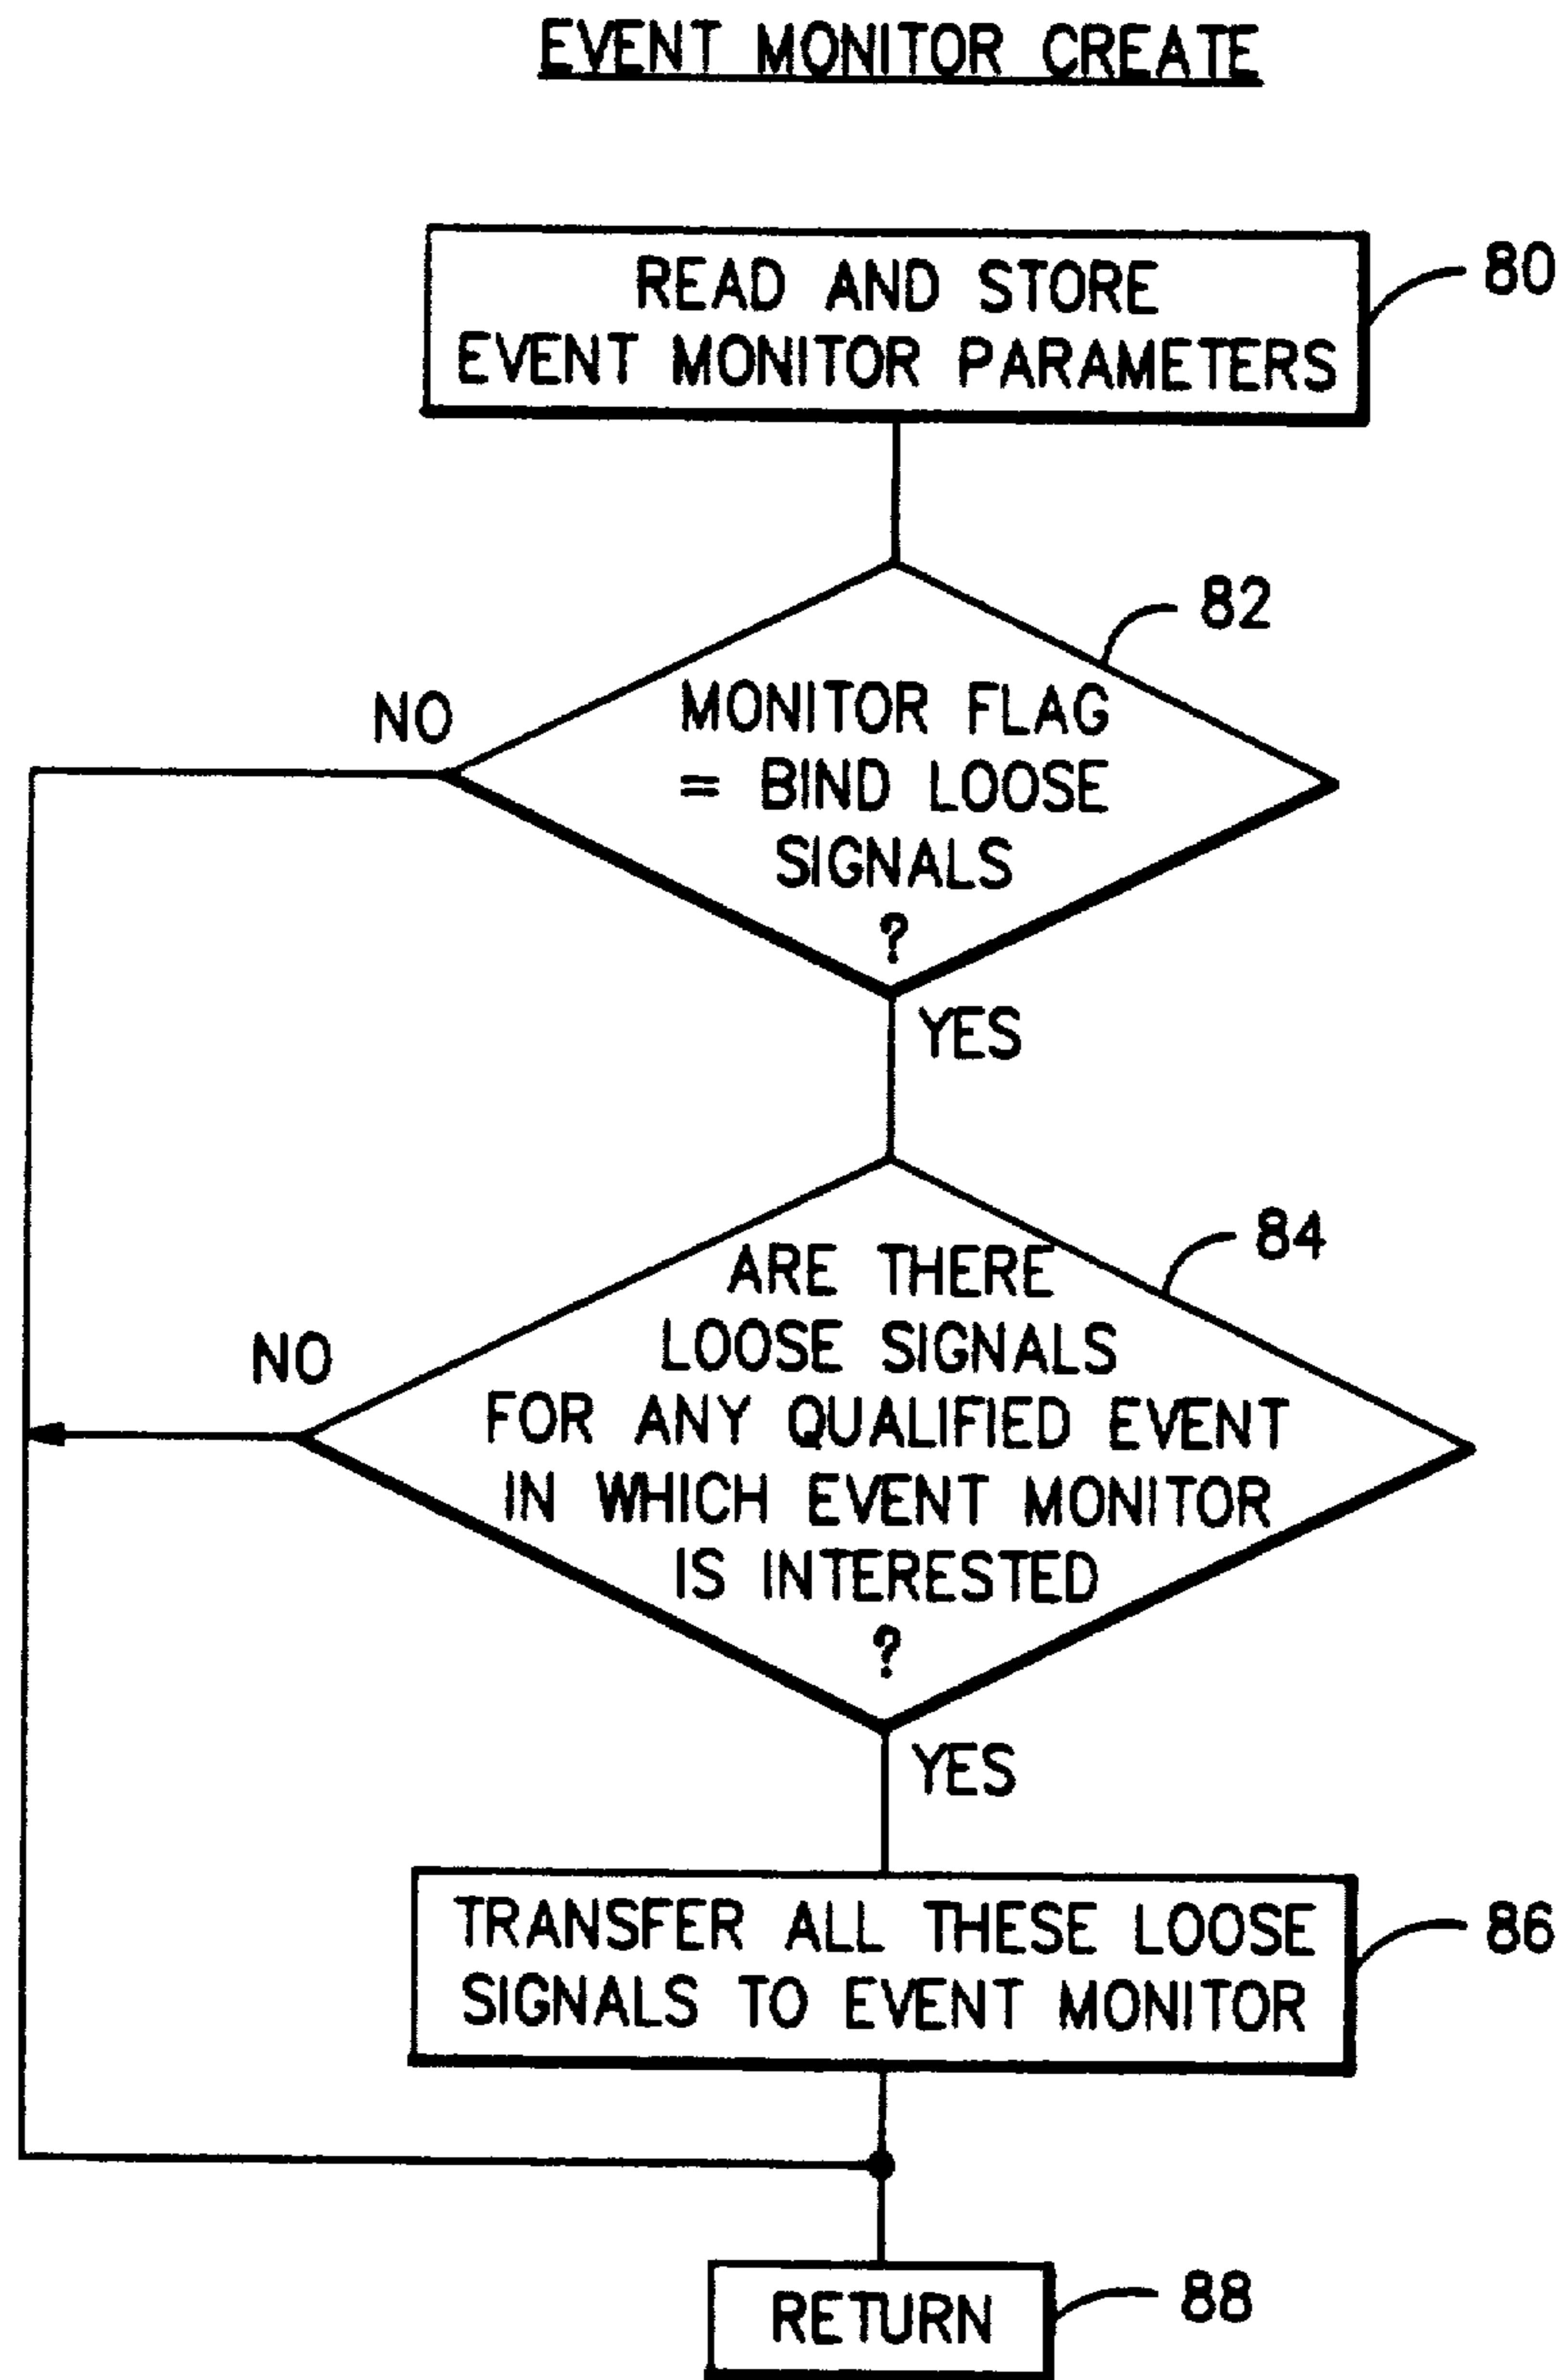 EVENT MONITOR CREATE
READ AND STORE
EVENT MONITOR PARAMETERS
80
82
MONITOR FLAG
= BIND LOOSE
SIGNALS
?
NO
YES
84
ARE THERE
LOOSE SIGNALS
FOR ANY QUALIFIED EVENT
IN WHICH EVENT MONITOR
IS INTERESTED
?
NO
YES
TRANSFER ALL THESE LOOSE
SIGNALS TO EVENT MONITOR
86
RETURN
88